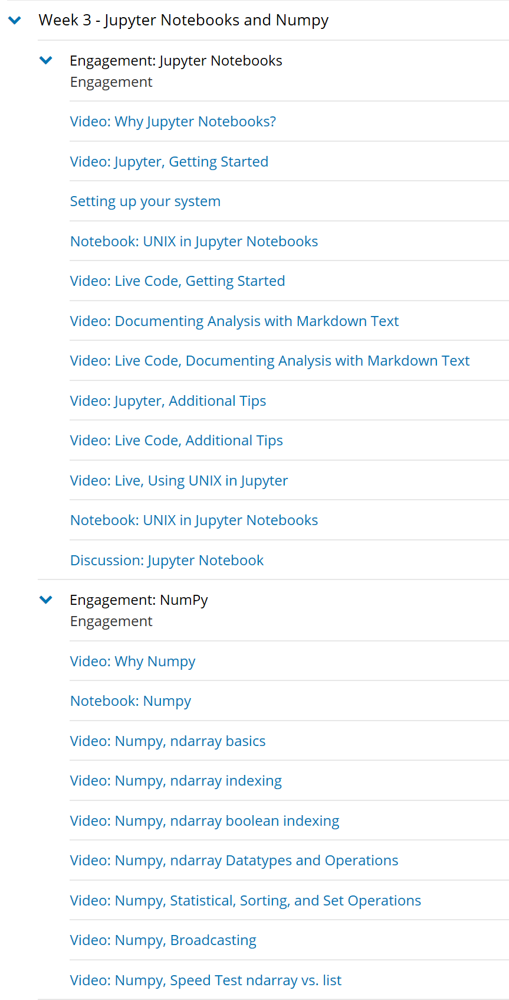 Week 3 - Jupyter Notebooks and Numpy
Engagement: Jupyter Notebooks
Engagement
Video: Why Jupyter Notebooks?
Video: Jupyter, Getting Started
Setting up your system
Notebook: UNIX in Jupyter Notebooks
Video: Live Code, Getting Started
Video: Documenting Analysis with Markdown Text
Video: Live Code, Documenting Analysis with Markdown Text
Video: Jupyter, Additional Tips
Video: Live Code, Additional Tips
Video: Live, Using UNIX in Jupyter
Notebook: UNIX in Jupyter Notebooks
Discussion: Jupyter Notebook
Engagement: NumPy
Engagement
Video: Why Numpy
Notebook: Numpy
Video: Numpy, ndarray basics
Video: Numpy, ndarray indexing
Video: Numpy, ndarray boolean indexing
Video: Numpy, ndarray Datatypes and Operations
Video: Numpy, Statistical, Sorting, and Set Operations
Video: Numpy, Broadcasting
Video: Numpy, Speed Test ndarray vs. list